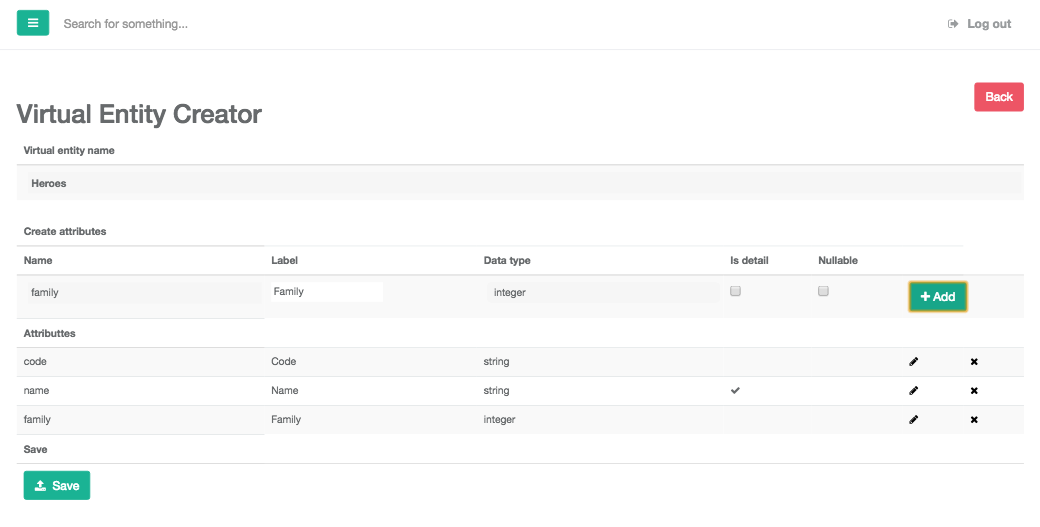 Search for something...
Log out
Back
Virtual Entity Creator
Virtual entity name
Heroes
Create attributes
Name Label Data type Is detail Nullable
family Family integer Add
Attributtes
code Code string
name Name string
family Family integer
Save
Save